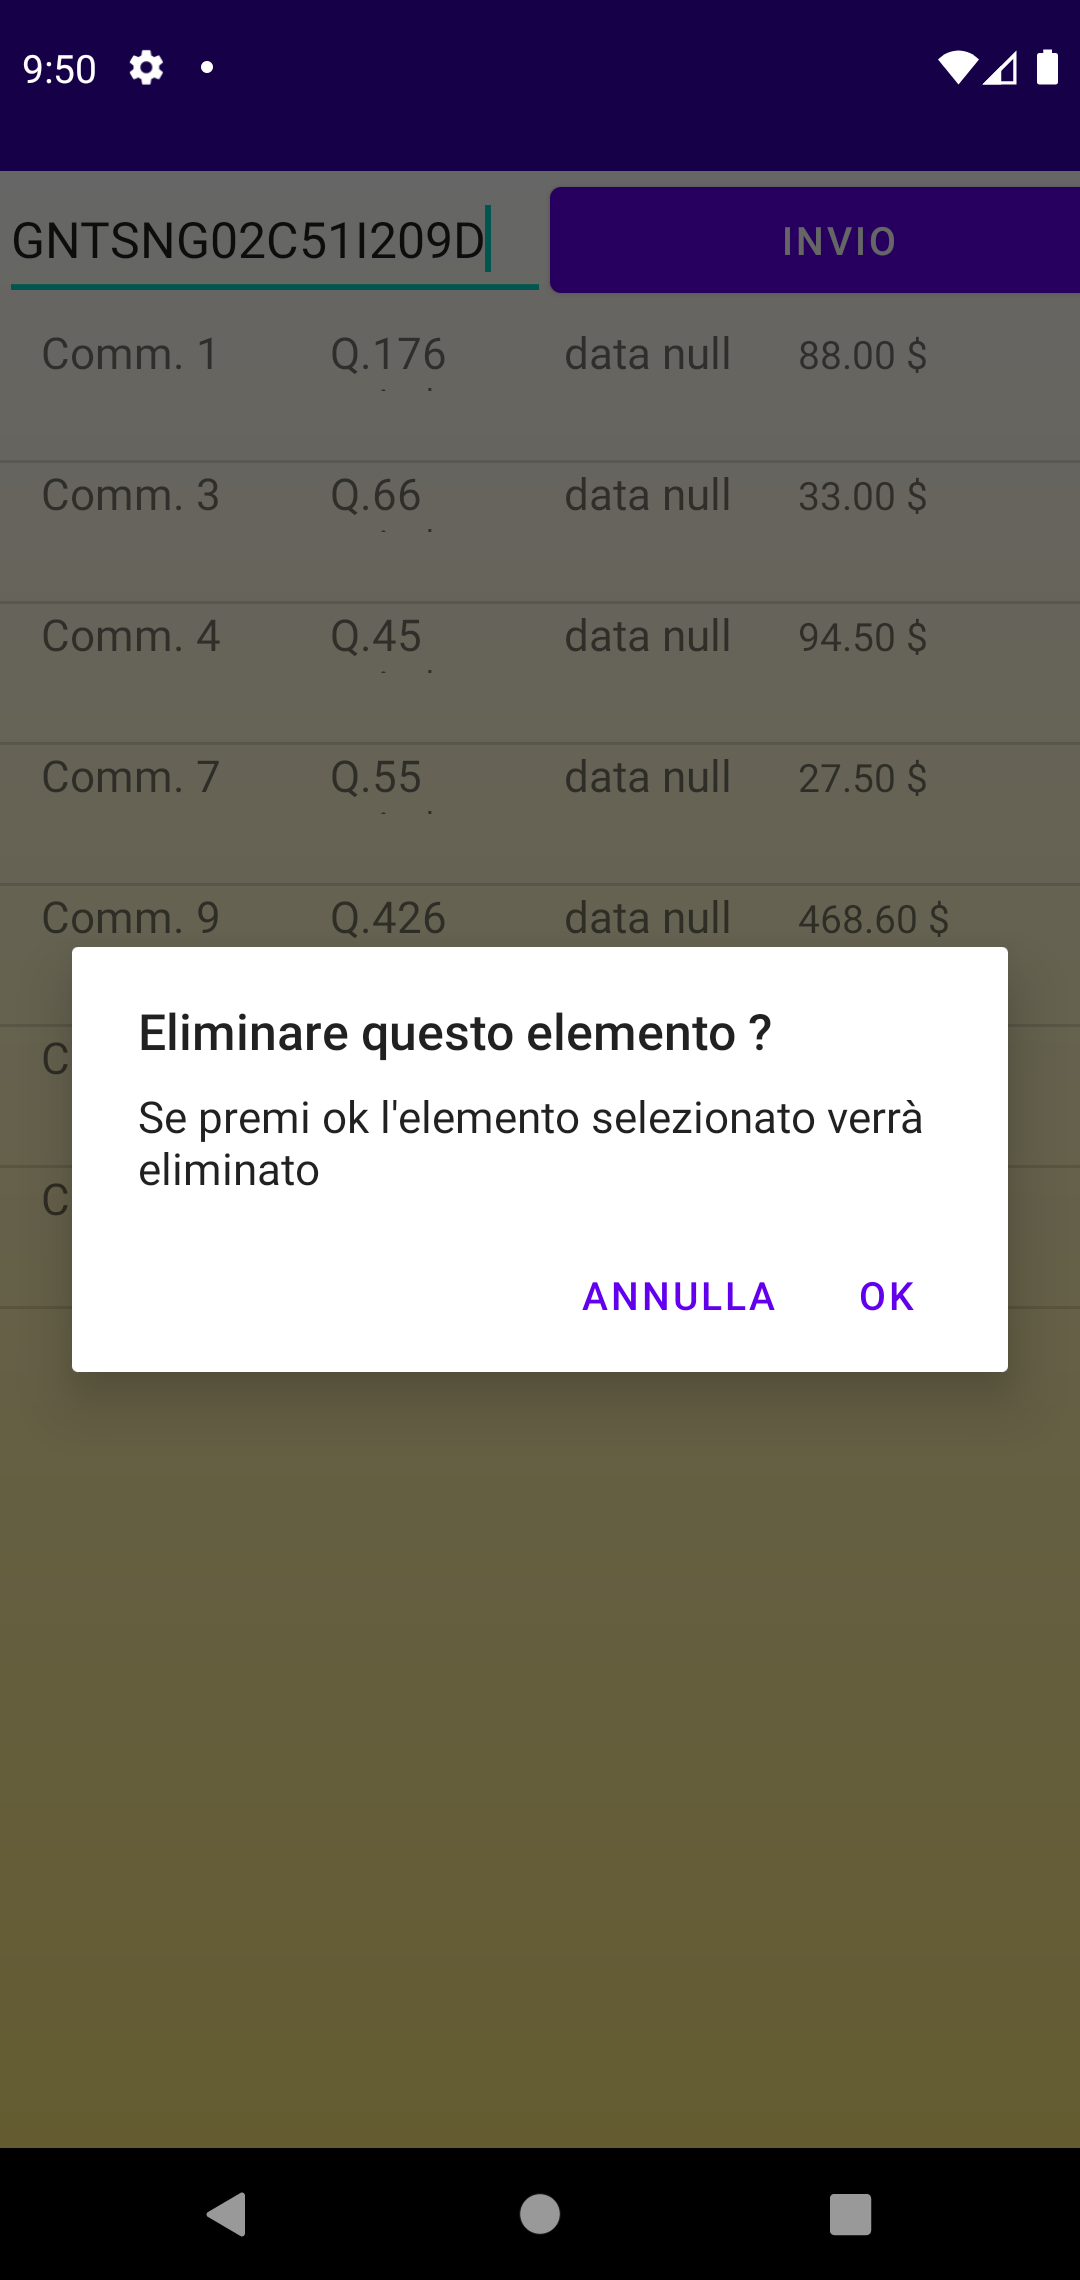 9:50
GNTSNG02C51I209D
INVIO
Comm. 1 Q.176 data null 88.00 $
Comm. 3 Q.66 data null 33.00 $
Comm. 4 Q.45 data null 94.50 $
Comm. 7 Q.55 data null 27.50 $
Comm. 9 Q.426 data null 468.60 $
C
C
Eliminare questo elemento ?
Se premi ok l'elemento selezionato verrà
eliminato
ANNULLA OK